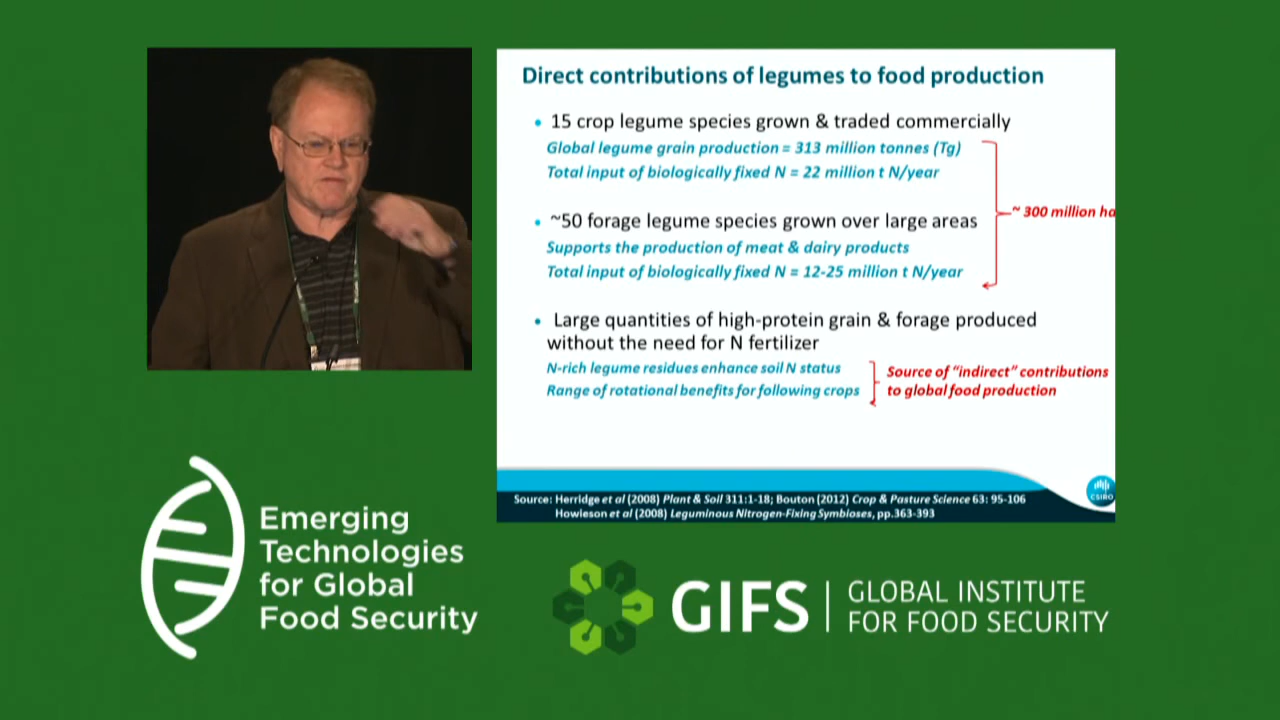 Direct contributions of legumes to food production
• 15 crop legume species grown & traded commercially
Global legume grain production = 313 million tonnes (Tg)
Total input of biologically fixed N = 22 million t N/year
~ 300 million ha
• ~50 forage legume species grown over large areas
Supports the production of meat & dairy products
Total input of biologically fixed N = 12-25 million t N/year
• Large quantities of high-protein grain & forage produced
without the need for N fertilizer
N-rich legume residues enhance soil N status
Range of rotational benefits for following crops
Source of “indirect” contributions
to global food production
Source: Herridge et al (2008) Plant & Soil 311:1-18; Bouton (2012) Crop & Pasture Science 63: 95-106
Howieson et al (2008) Leguminous Nitrogen-Fixing Symbioses, pp.363-393
CSIRO
Emerging
Technologies
for Global
Food Security
GIFS
GLOBAL INSTITUTE
FOR FOOD SECURITY